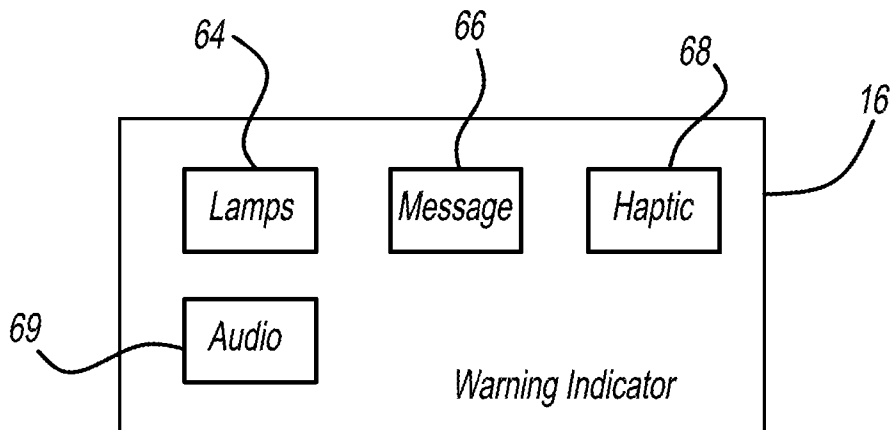 64
66
68
16
Lamps
Message
Haptic
69
Audio
Warning Indicator